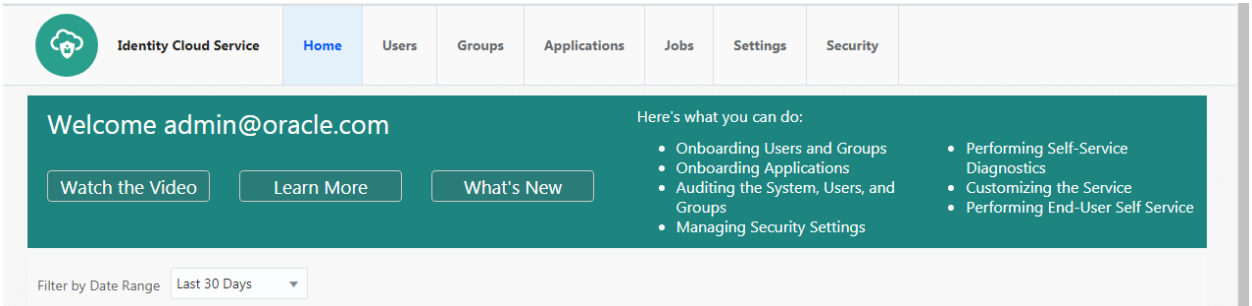 Identity Cloud Service Home Users Groups Applications Jobs Settings Security
Welcome admin@oracle.com
Watch the Video Learn More What's New
Here's what you can do:
• Onboarding Users and Groups
• Onboarding Applications
• Auditing the System, Users, and
Groups
• Managing Security Settings
• Performing Self-Service
Diagnostics
• Customizing the Service
• Performing End-User Self Service
Filter by Date Range Last 30 Days